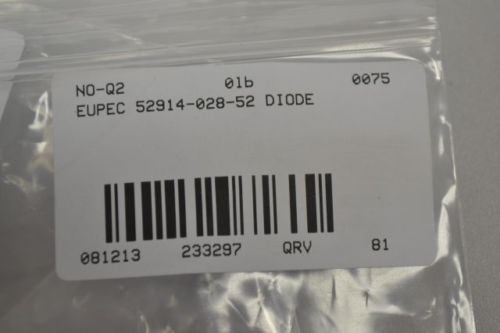 NO-Q2 01b 0075
EUPEC 52914-028-52 DIODE
081213 233297 QRV 81